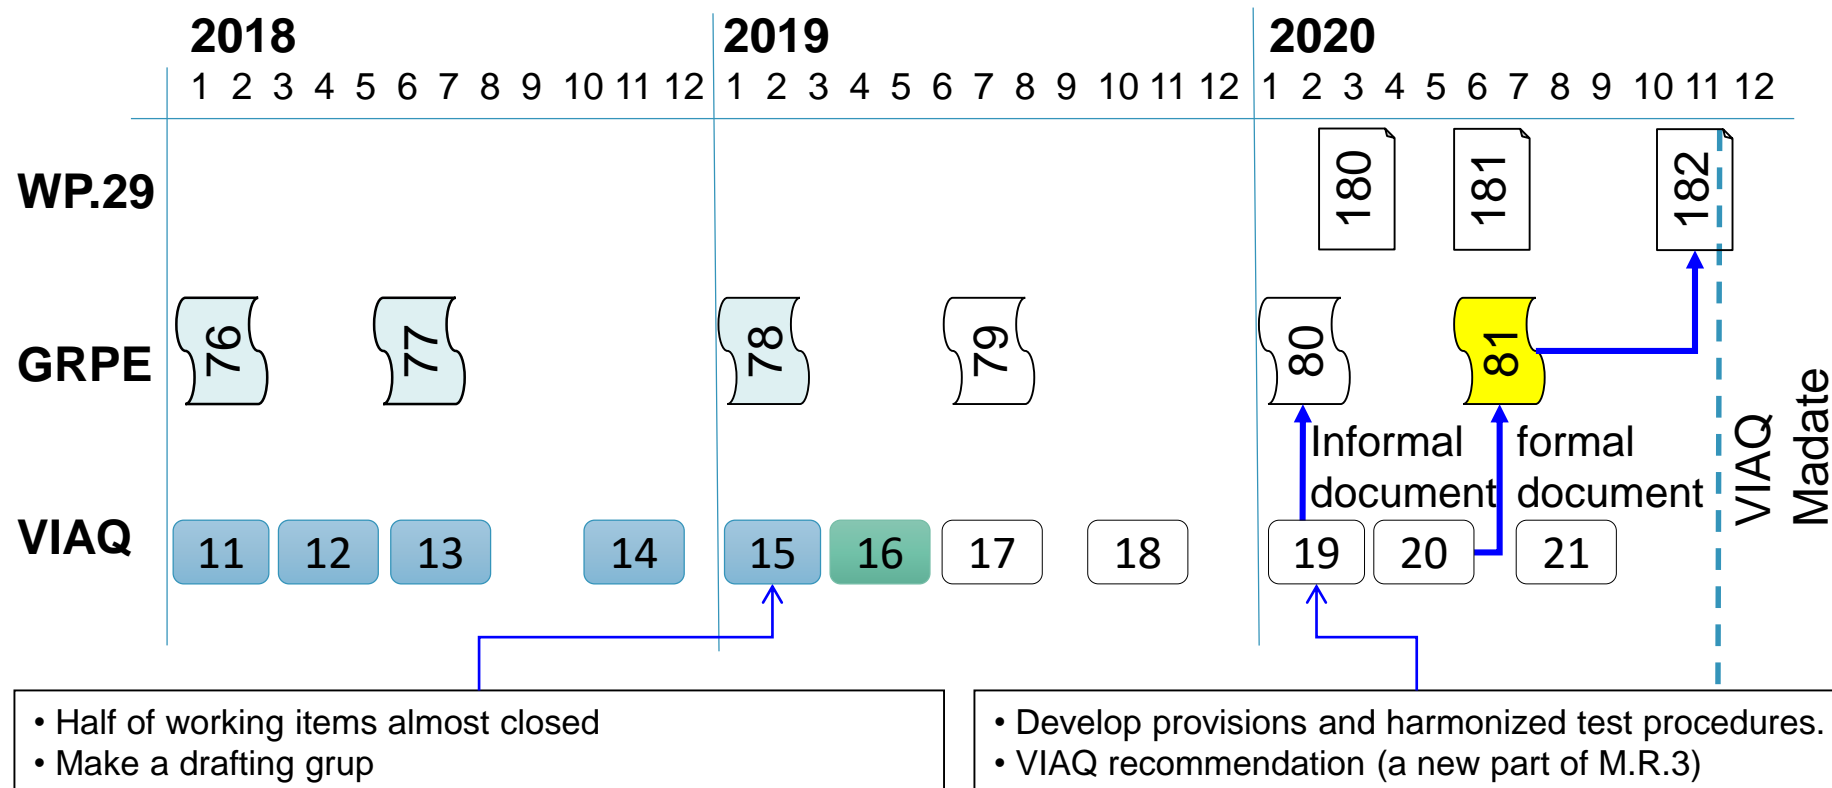 2018 2019 2020
1 2 3 4 5 6 7 8 9 10 11 12 1 2 3 4 5 6 7 8 9 10 11 12 1 2 3 4 5 6 7 8 9 10 11 12
WP.29 180 181 182
GRPE 76 77 78 79 80 81
Informal formal
document document
VIAQ
Madate
VIAQ 11 12 13 14 15 16 17 18 19 20 21
• Half of working items almost closed
• Make a drafting grup
• Develop provisions and harmonized test procedures.
• VIAQ recommendation (a new part of M.R.3)